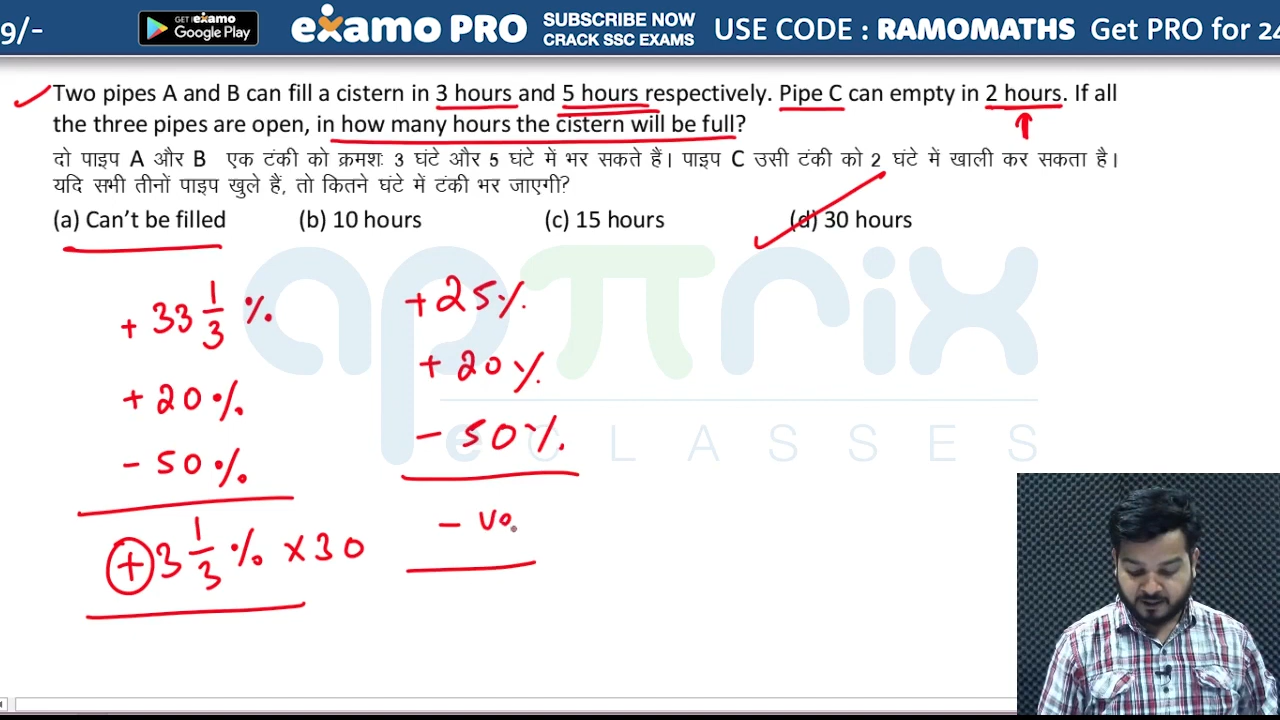 9/-
GET IT ON examo
Google Play
examo PRO
SUBSCRIBE NOW
CRACK SSC EXAMS
USE CODE : RAMOMATHS Get PRO for 24
Two pipes A and B can fill a cistern in 3 hours and 5 hours respectively. Pipe C can empty in 2 hours. If all
the three pipes are open, in how many hours the cistern will be full?
दो पाइप A और B एक टंकी को क्रमशः 3 घंटे और 5 घंटे में भर सकते हैं। पाइप C उसी टंकी को 2 घंटे में खाली कर सकता है।
यदि सभी तीनों पाइप खुले हैं, तो कितने घंटे में टंकी भर जाएगी?
(a) Can't be filled (b) 10 hours (c) 15 hours (d) 30 hours
apππrix
e CLASSES
+ 33 1/3 %
+ 20 %
- 50 %
+ 3 1/3 % × 30
+ 25 %
+ 20 %
- 50 %
- ve